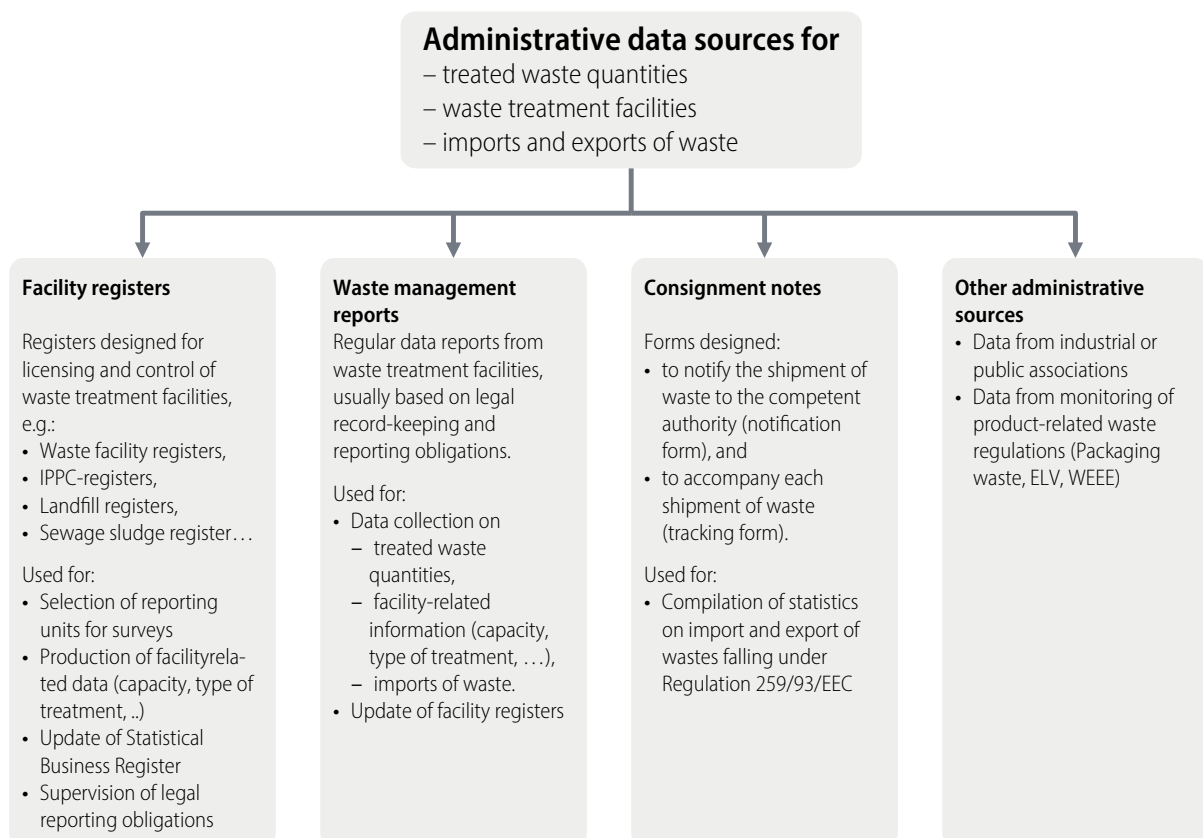 Administrative data sources for
– treated waste quantities
– waste treatment facilities
– imports and exports of waste
Facility registers
Registers designed for
licensing and control of
waste treatment facilities,
e.g.:
• Waste facility registers,
• IPPC-registers,
• Landfill registers,
• Sewage sludge register…
Used for:
• Selection of reporting
units for surveys
• Production of facilityrela-
ted data (capacity, type of
treatment, ..)
• Update of Statistical
Business Register
• Supervision of legal
reporting obligations
Waste management
reports
Regular data reports from
waste treatment facilities,
usually based on legal
record-keeping and
reporting obligations.
Used for:
• Data collection on
– treated waste
quantities,
– facility-related
information (capacity,
type of treatment, …),
– imports of waste.
• Update of facility registers
Consignment notes
Forms designed:
• to notify the shipment of
waste to the competent
authority (notification
form), and
• to accompany each
shipment of waste
(tracking form).
Used for:
• Compilation of statistics
on import and export of
wastes falling under
Regulation 259/93/EEC
Other administrative
sources
• Data from industrial or
public associations
• Data from monitoring of
product-related waste
regulations (Packaging
waste, ELV, WEEE)